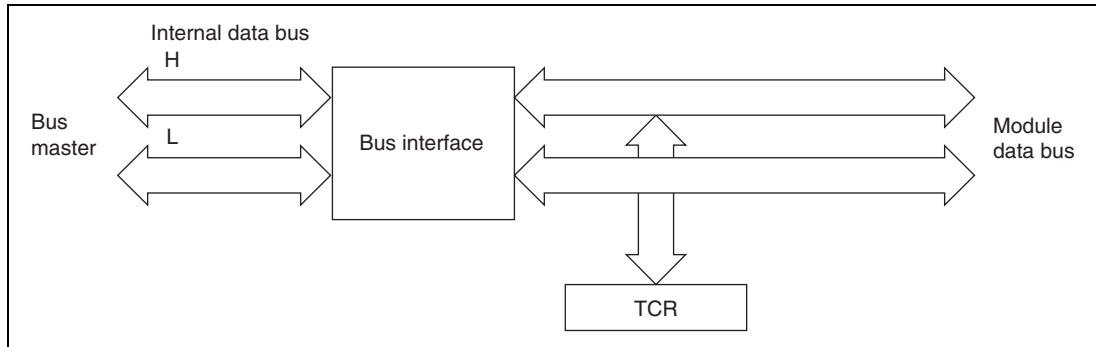 Internal data bus
H
L
Bus
master
Bus interface
Module
data bus
TCR